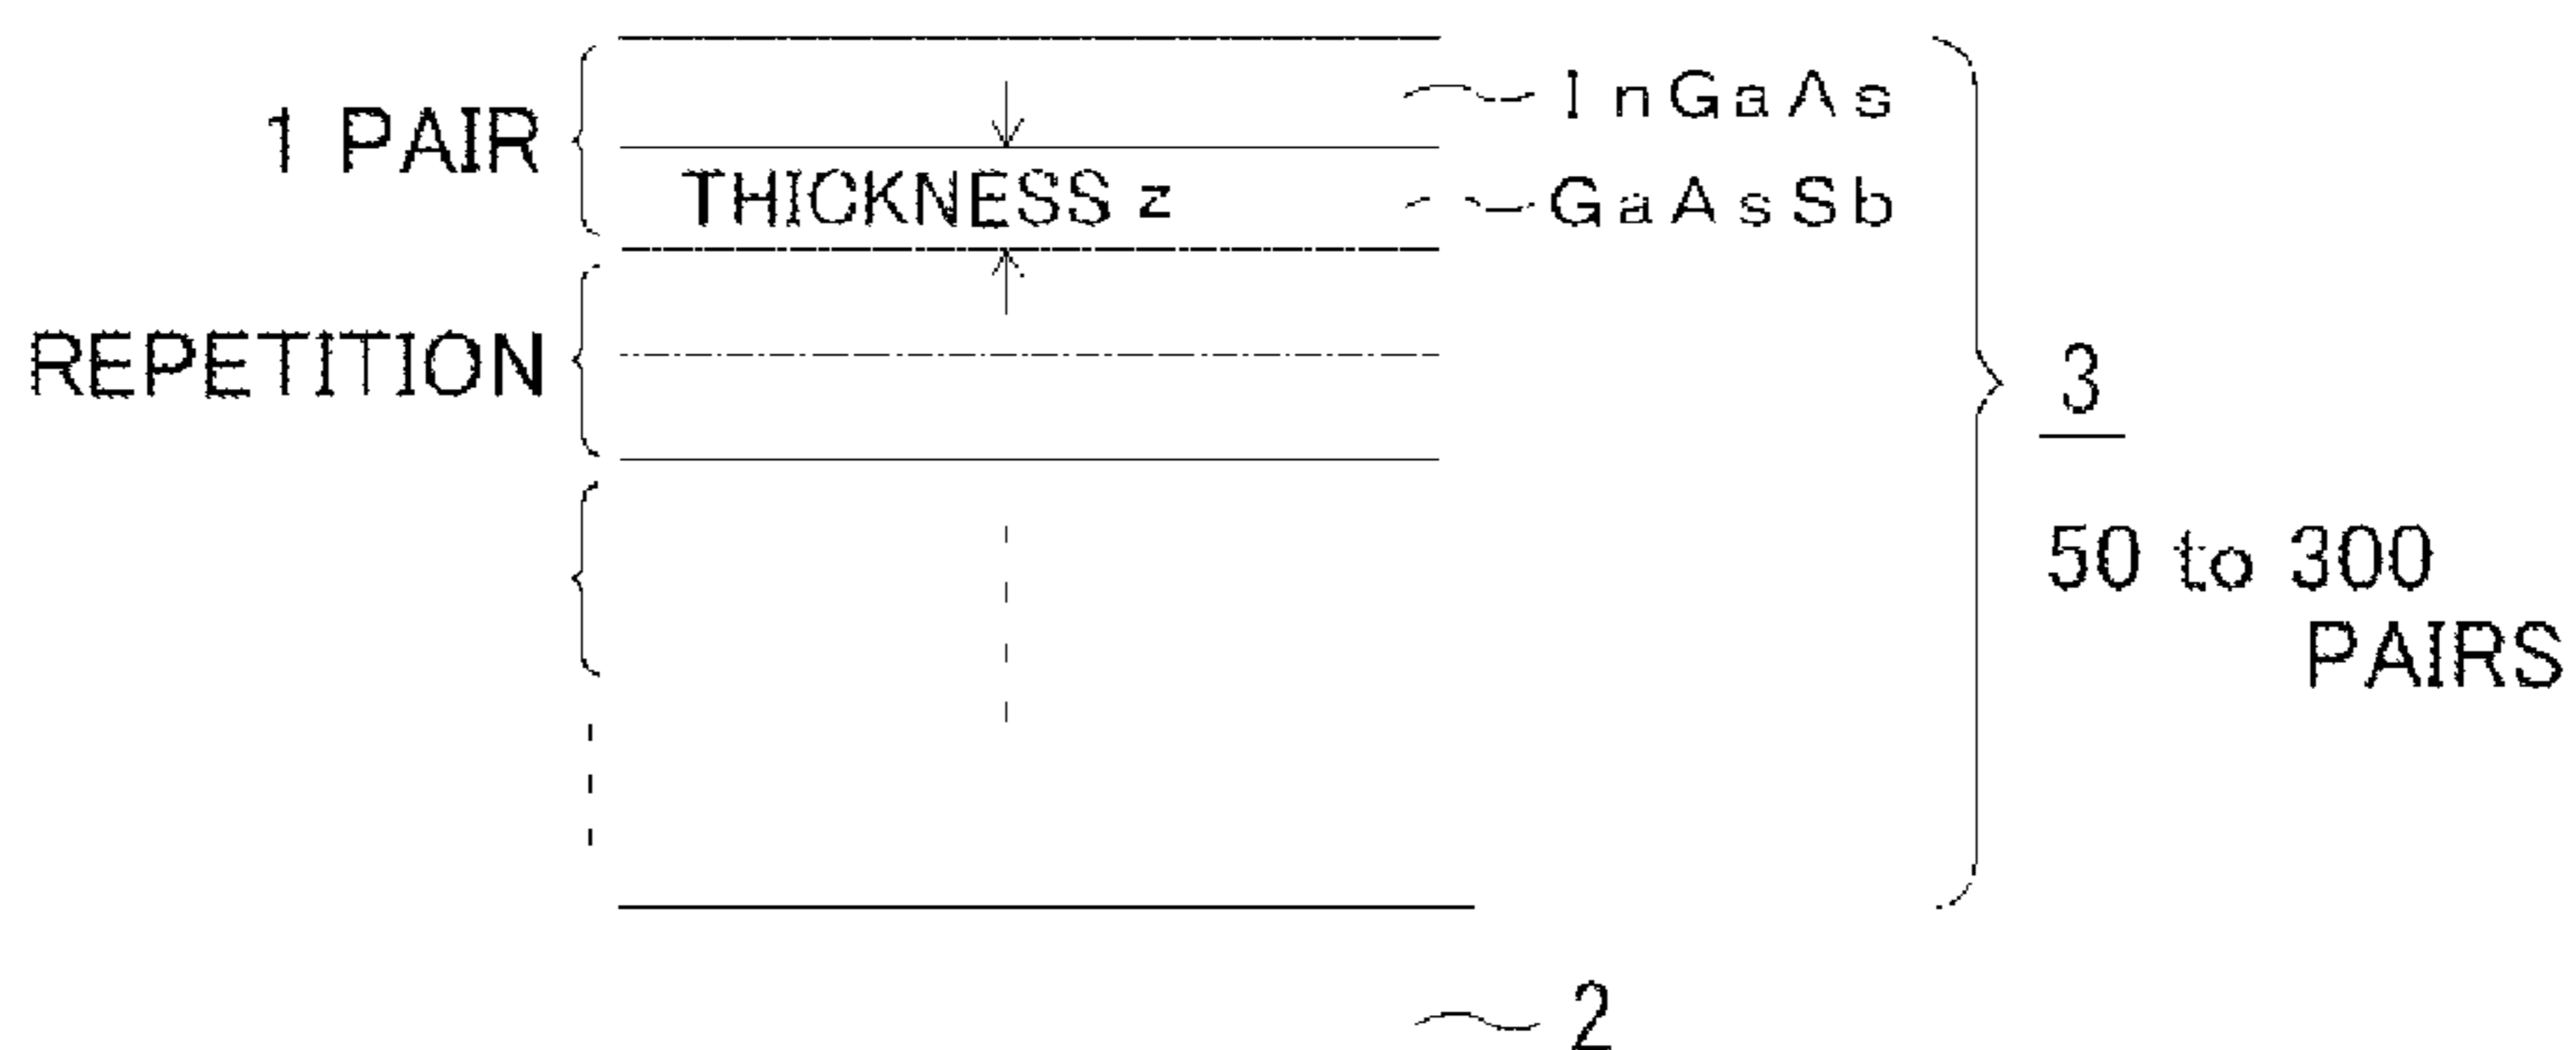 InGaAs
1 PAIR
THICKNESS z
GaAsSb
REPETITION
3
50 to 300
PAIRS
2